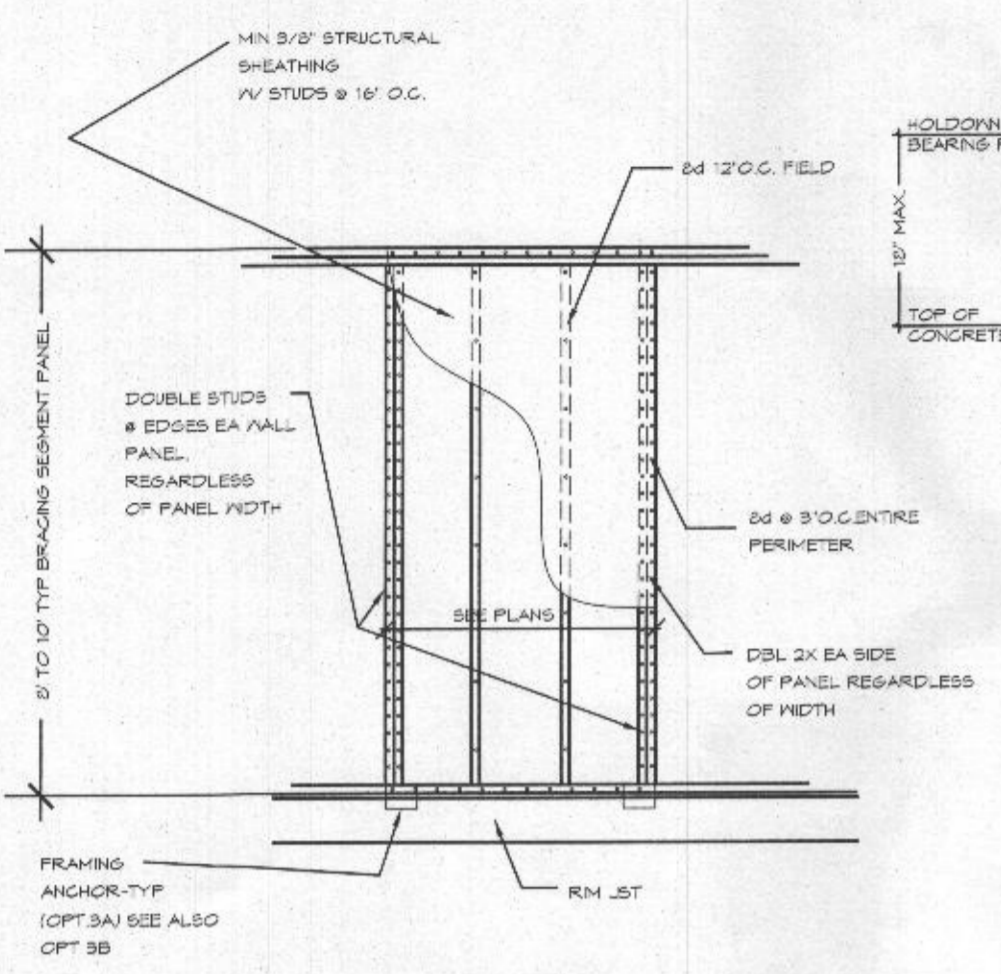 MIN 3/8" STRUCTURAL
SHEATHING
W/ STUDS @ 16" O.C.
8d 12"O.C. FIELD
HOLDOWN
BEARING
18" MAX.
TOP OF
CONCRETE
8' TO 10' TYP BRACING SEGMENT PANEL
DOUBLE STUDS
@ EDGES EA WALL
PANEL,
REGARDLESS
OF PANEL WIDTH
8d @ 3"O.C.ENTIRE
PERIMETER
SEE PLANS
DBL 2X EA SIDE
OF PANEL REGARDLESS
OF WIDTH
FRAMING
ANCHOR-TYP
(OPT.3A) SEE ALSO
OPT 3B
RIM JST